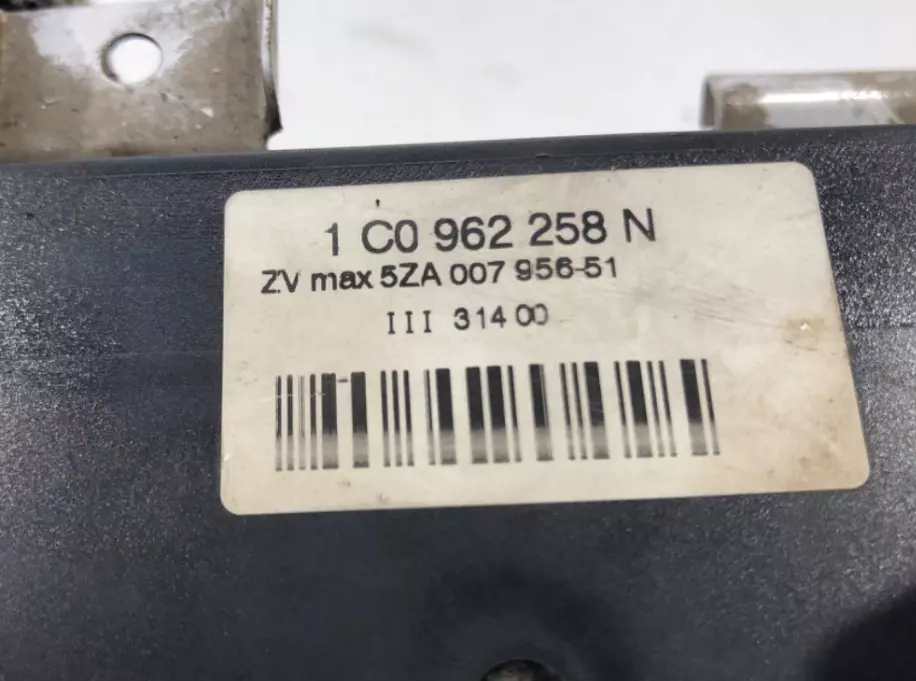 1 C0 962 258 N
ZV max 5ZA 007 956-51
III 314 00